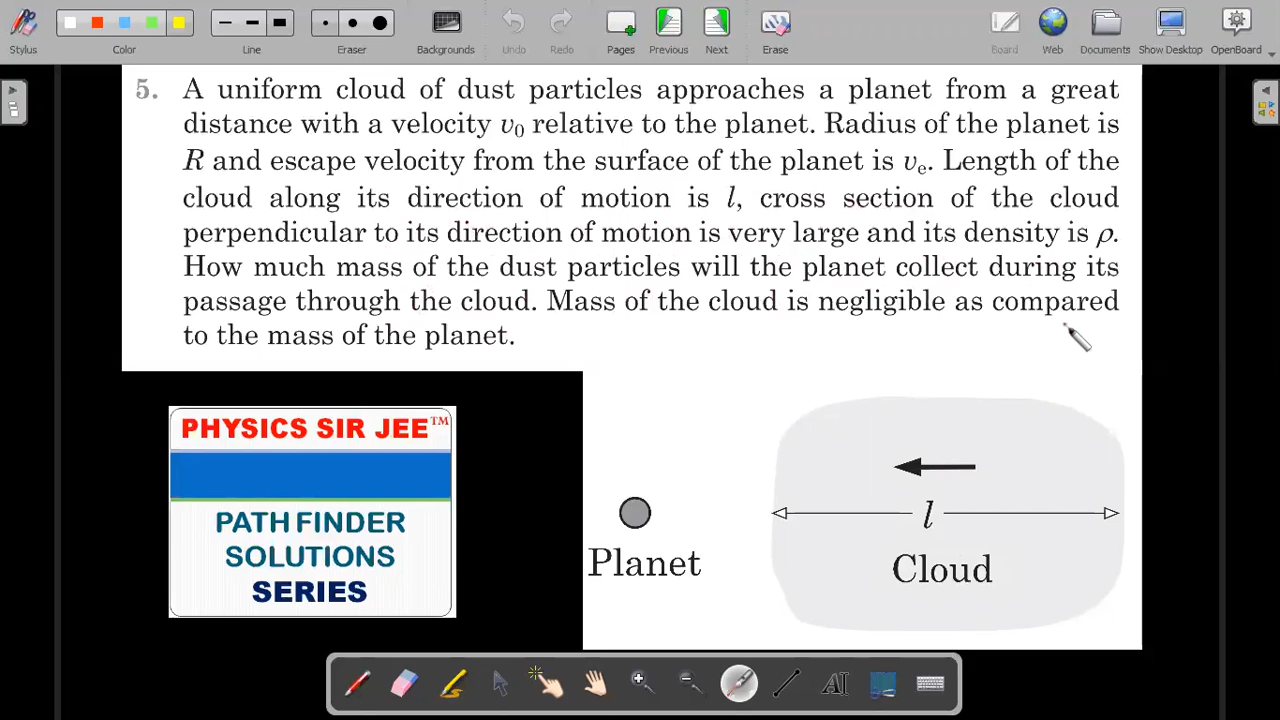 Stylus
Color
Line
Eraser
Backgrounds
Undo
Redo
Pages
Previous
Next
Erase
Board
Web
Documents
Show Desktop
OpenBoard
5. A uniform cloud of dust particles approaches a planet from a great
distance with a velocity v₀ relative to the planet. Radius of the planet is
R and escape velocity from the surface of the planet is vₑ. Length of the
cloud along its direction of motion is l, cross section of the cloud
perpendicular to its direction of motion is very large and its density is ρ.
How much mass of the dust particles will the planet collect during its
passage through the cloud. Mass of the cloud is negligible as compared
to the mass of the planet.
PHYSICS SIR JEE™
PATH FINDER
SOLUTIONS
SERIES
l
Planet
Cloud
AI